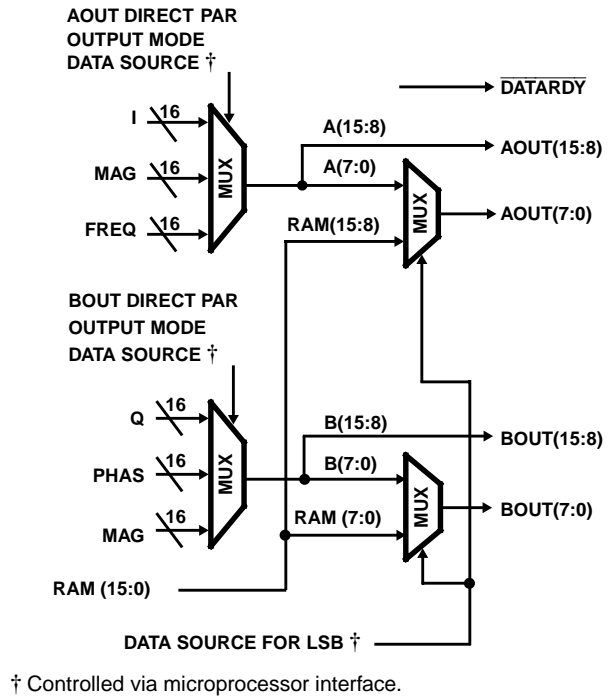 AOUT DIRECT PAR
OUTPUT MODE
DATA SOURCE †
I 16
MAG 16
FREQ 16
MUX
A(15:8)
A(7:0)
RAM(15:8)
MUX
DATARDY
AOUT(15:8)
AOUT(7:0)
BOUT DIRECT PAR
OUTPUT MODE
DATA SOURCE †
Q 16
PHAS 16
MAG 16
MUX
B(15:8)
B(7:0)
RAM (7:0)
MUX
BOUT(15:8)
BOUT(7:0)
RAM (15:0)
DATA SOURCE FOR LSB †
† Controlled via microprocessor interface.